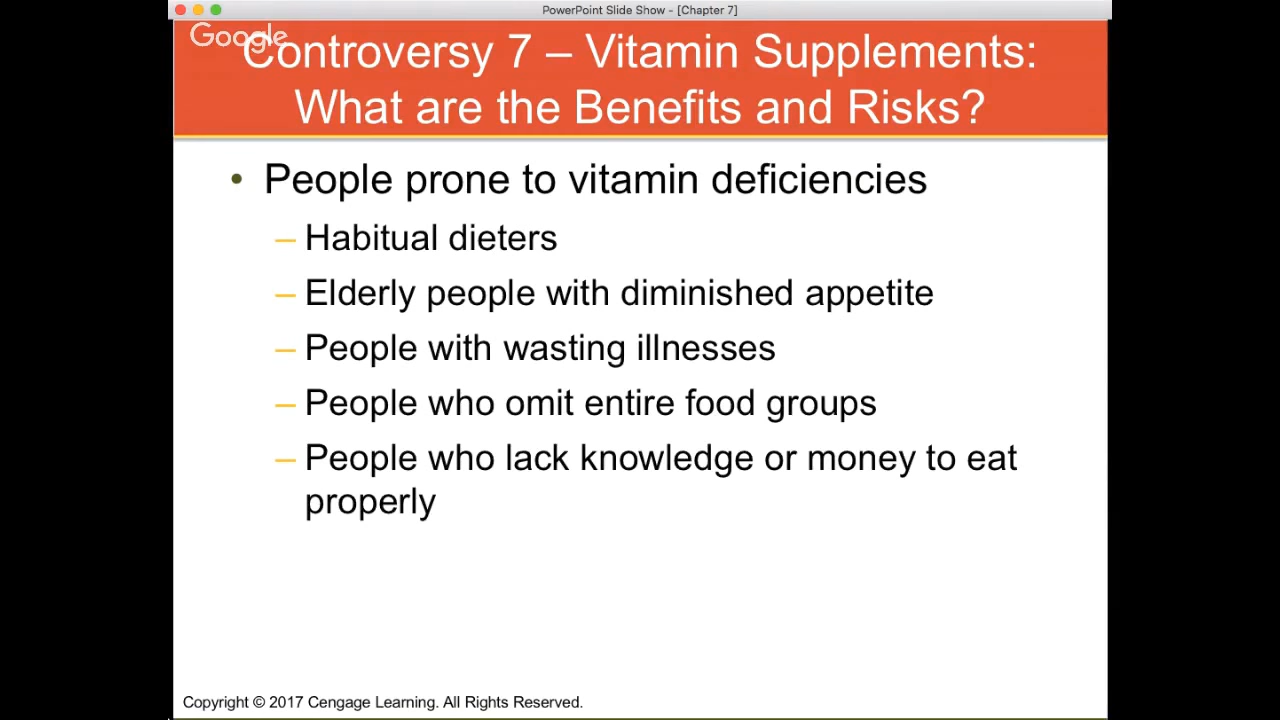 PowerPoint Slide Show - [Chapter 7]
Google
Controversy 7 – Vitamin Supplements:
What are the Benefits and Risks?
• People prone to vitamin deficiencies
– Habitual dieters
– Elderly people with diminished appetite
– People with wasting illnesses
– People who omit entire food groups
– People who lack knowledge or money to eat
properly
Copyright © 2017 Cengage Learning. All Rights Reserved.